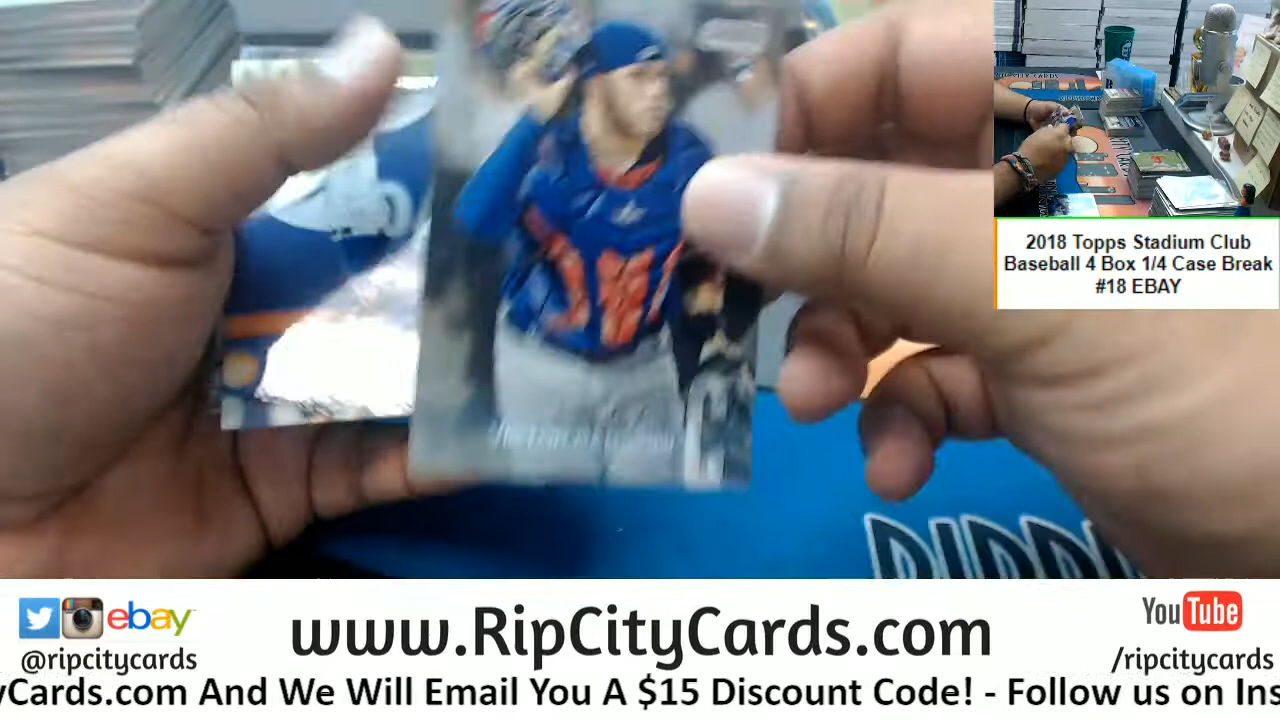 2018 Topps Stadium Club
Baseball 4 Box 1/4 Case Break
#18 EBAY
ebay
@ripcitycards
www.RipCityCards.com
YouTube
/ripcitycards
yCards.com And We Will Email You A $15 Discount Code! - Follow us on Ins